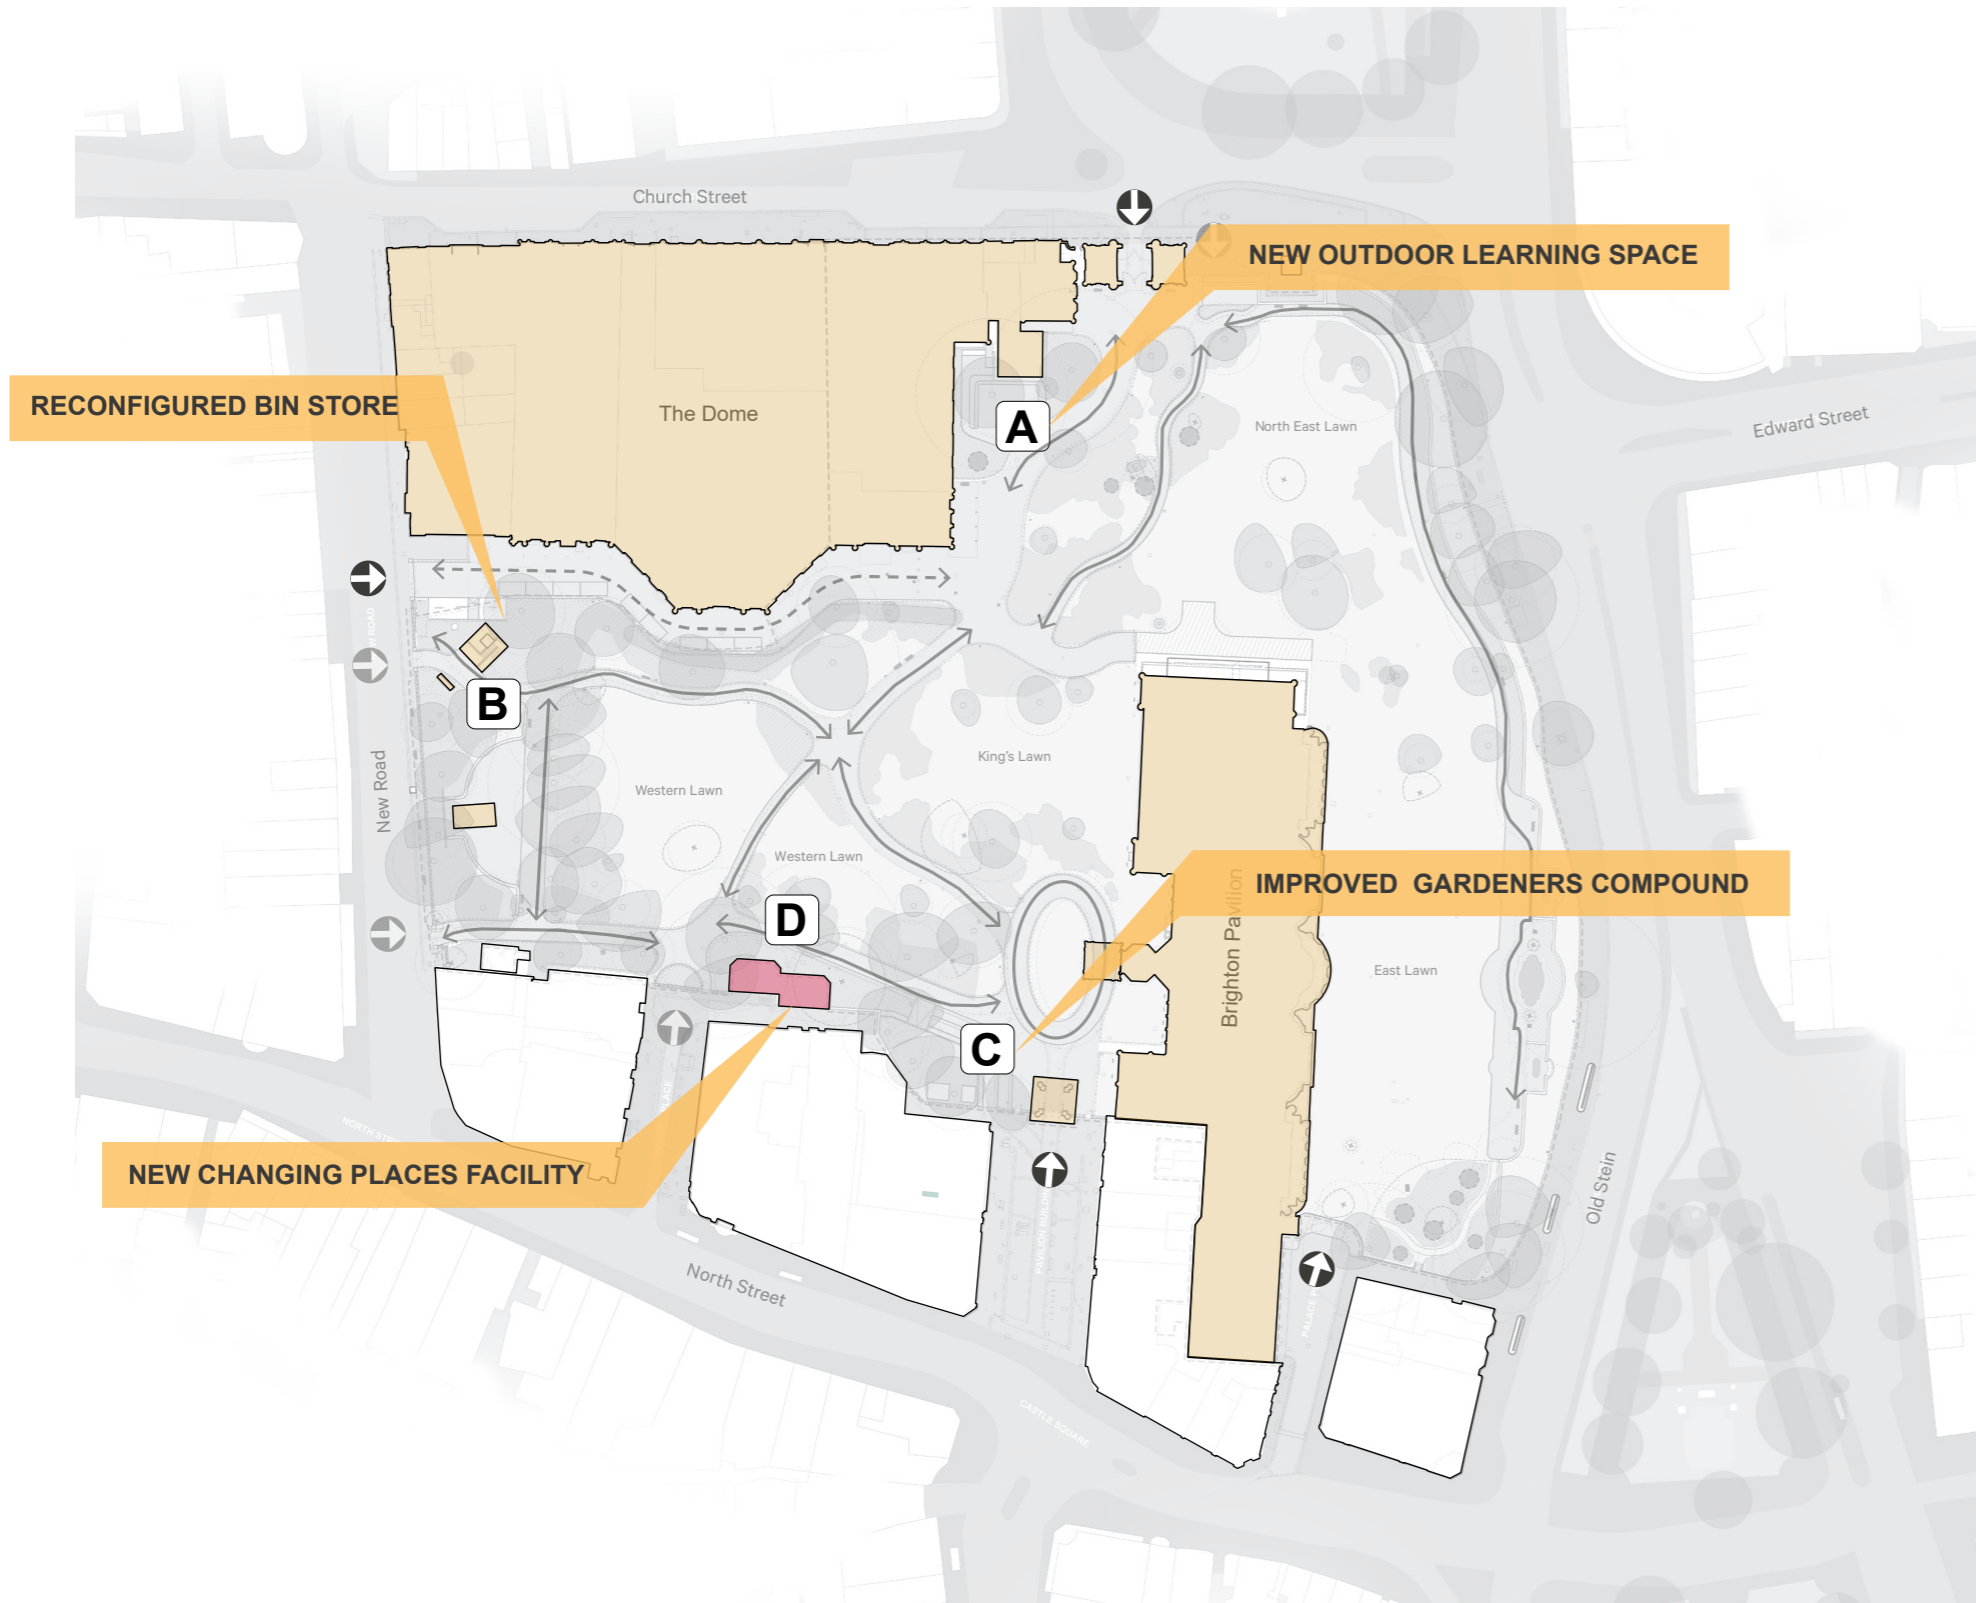 Church Street
NEW OUTDOOR LEARNING SPACE
RECONFIGURED BIN STORE
The Dome
A
North East Lawn
Edward Street
B
New Road
King's Lawn
Western Lawn
Western Lawn
IMPROVED  GARDENERS COMPOUND
D
Brighton Pavilion
East Lawn
C
NEW CHANGING PLACES FACILITY
North Street
Old Stein
CASTLE SQUARE